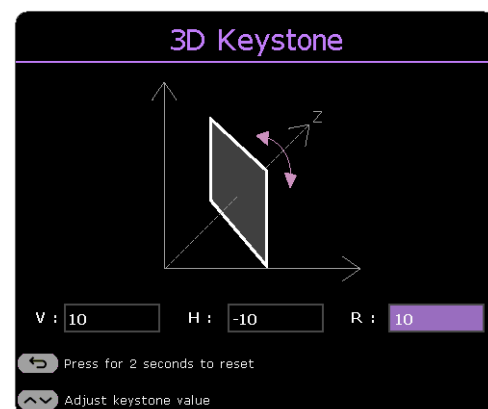 3D Keystone
Z
V : 10 H : -10 R : 10
Press for 2 seconds to reset
Adjust keystone value